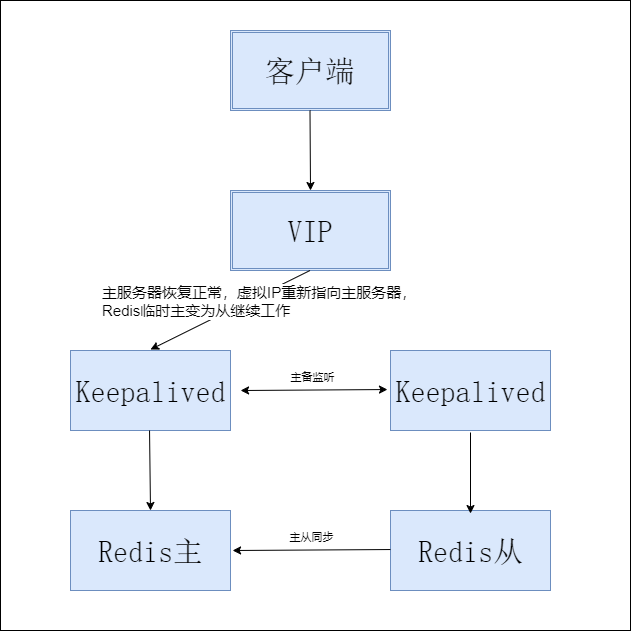 客户端
VIP
主服务器恢复正常，虚拟IP重新指向主服务器，
Redis临时主变为从继续工作
Keepalived
主备监听
Keepalived
Redis主
主从同步
Redis从